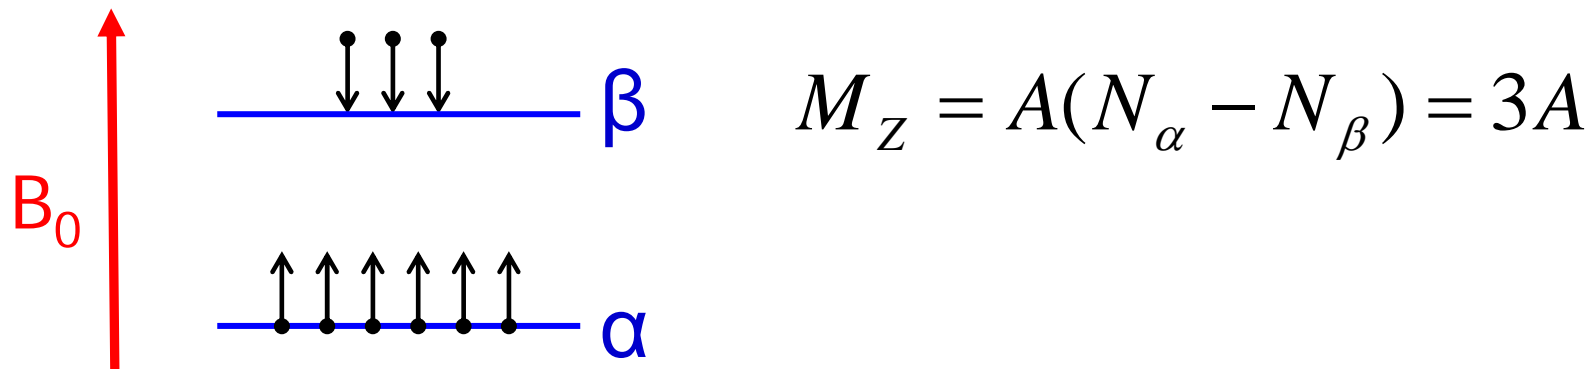 β
M_Z = A(N_α − N_β) = 3A
B₀
α